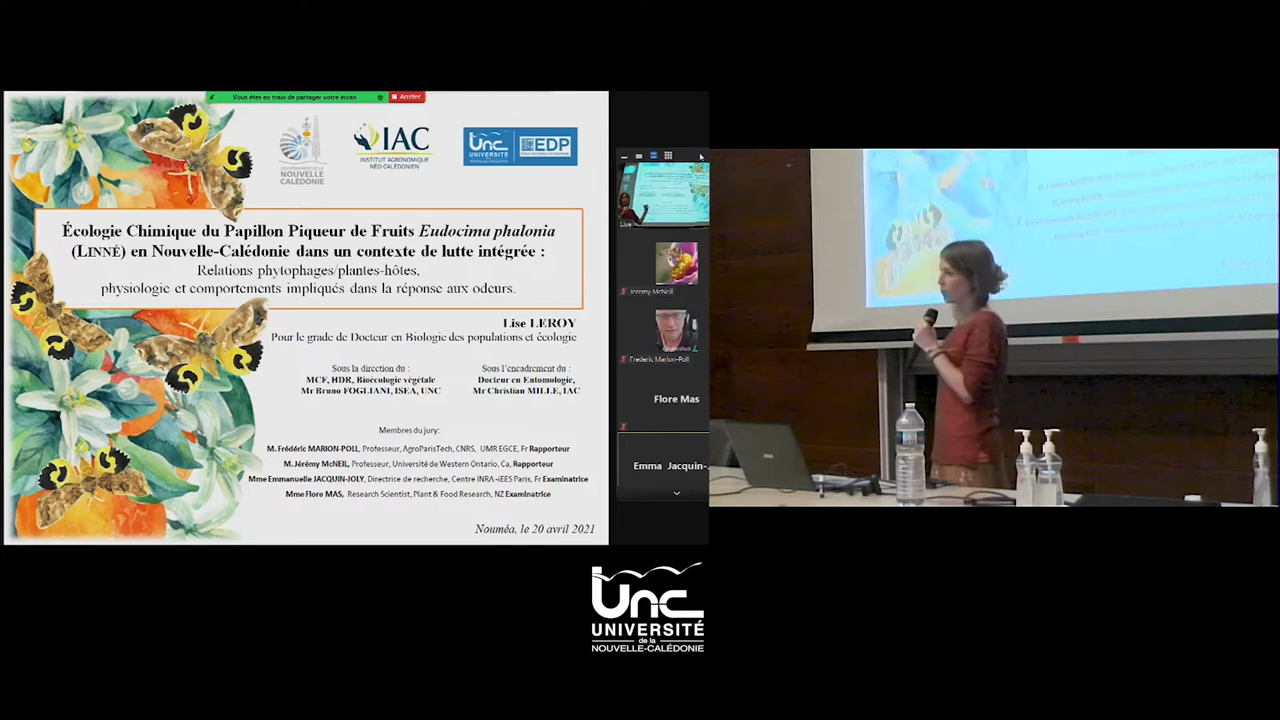 Vous êtes en train de partager votre écran
Arrêter
NOUVELLE
CALÉDONIE
IAC
INSTITUT AGRONOMIQUE
NÉO-CALÉDONIEN
UNC
UNIVERSITÉ
EDP
Écologie Chimique du Papillon Piqueur de Fruits Eudocima phalonia
(LINNÉ) en Nouvelle-Calédonie dans un contexte de lutte intégrée :
Relations phytophages/plantes-hôtes,
physiologie et comportements impliqués dans la réponse aux odeurs.
Lise LEROY
Pour le grade de Docteur en Biologie des populations et écologie
Sous la direction du :
MCF, HDR, Bioécologie végétale
Mr Bruno FOGLIANI, ISEA, UNC
Sous l'encadrement du :
Docteur en Entomologie,
Mr Christian MILLE, IAC
Membres du jury:
M. Frédéric MARION-POLL, Professeur, AgroParisTech, CNRS, UMR EGCE, Fr Rapporteur
M. Jérémy McNEIL, Professeur, Université de Western Ontario, Ca, Rapporteur
Mme Emmanuelle JACQUIN-JOLY, Directrice de recherche, Centre INRA -iEES Paris, Fr Examinatrice
Mme Flore MAS, Research Scientist, Plant & Food Research, NZ Examinatrice
Nouméa, le 20 avril 2021
Lise
Jeremy McNeil
Frederic Marion-Poll
Flore Mas
Emma Jacquin-
Unc
UNIVERSITÉ
de la
NOUVELLE-CALÉDONIE